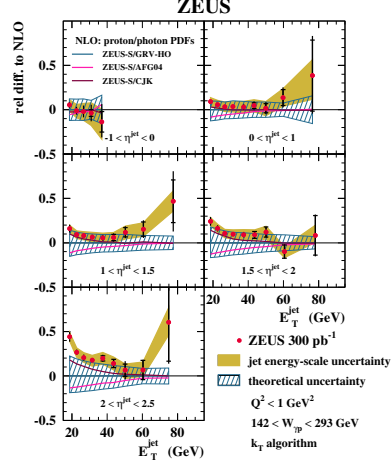 ZEUS
rel. diff. to NLO
NLO: proton/photon PDFs
ZEUS-S/GRV-HO
ZEUS-S/AFG04
ZEUS-S/CJK
0.5
0
-1 < η^jet < 0
0 < η^jet < 1
-0.5
0.5
0
1 < η^jet < 1.5
1.5 < η^jet < 2
-0.5
20 40 60 80
E_T^jet (GeV)
0.5
0
2 < η^jet < 2.5
-0.5
20 40 60 80
E_T^jet (GeV)
ZEUS 300 pb^-1
jet energy-scale uncertainty
theoretical uncertainty
Q^2 < 1 GeV^2
142 < W_γp < 293 GeV
k_T algorithm